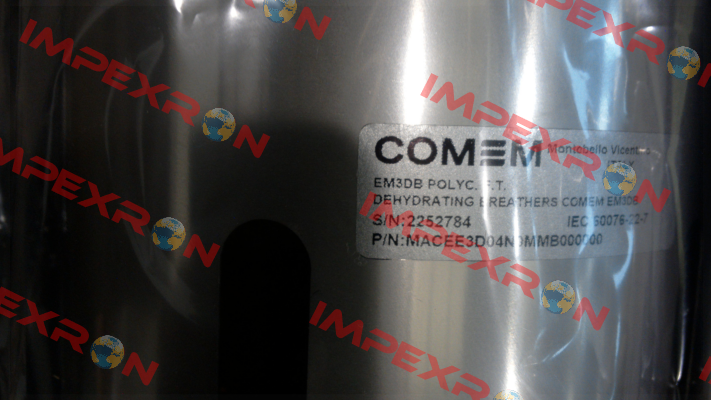 COMEM Montebello Vicentino
ITALY
EM3DB POLYC. F.T.
DEHYDRATING BREATHERS COMEM EM3DB
S/N:2252784 IEC 60076-22-7
P/N:MACEE3D04N0MMB000000
IMPEXRON
IMPEXRON
IMPEXRON
IMPEXRON
IMPEXRON
IMPEXRON
IMPEXRON